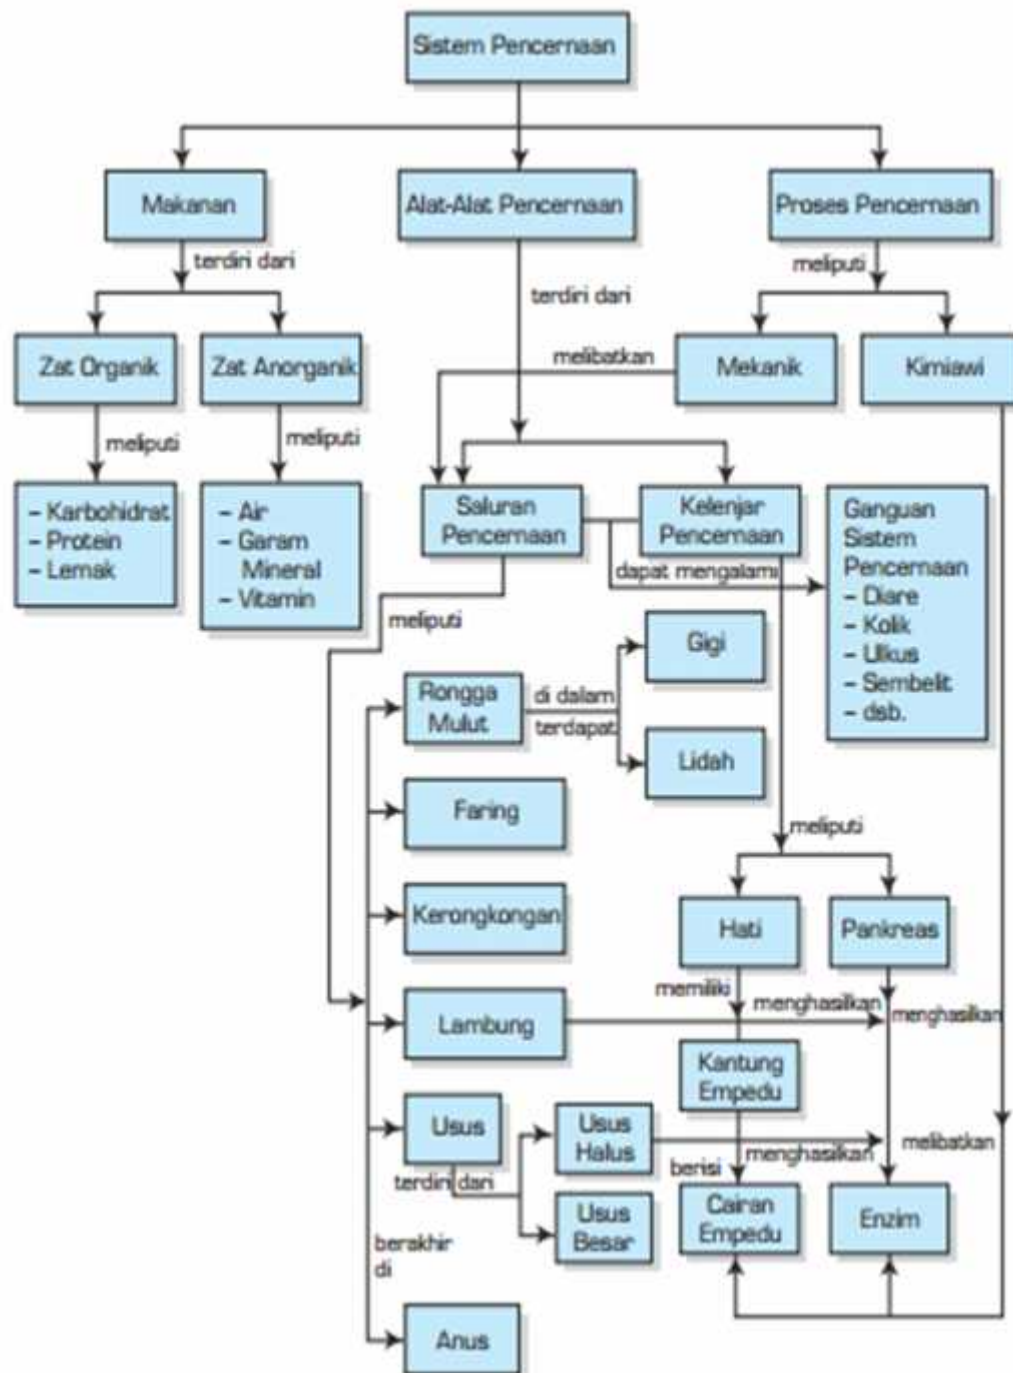 Sistem Pencernaan
Makanan
Alat-Alat Pencernaan
Proses Pencernaan
terdiri dari
meliputi
terdiri dari
Zat Organik
Zat Anorganik
melibatkan
Mekanik
Kimiawi
meliputi
meliputi
– Karbohidrat
– Protein
– Lemak
– Air
– Garam
Mineral
– Vitamin
Saluran
Pencernaan
Kelenjar
Pencernaan
Ganguan
Sistem
Pencernaan
– Diare
– Kolik
– Ulkus
– Sembelit
– dsb.
dapat mengalami
meliputi
Rongga
Mulut
di dalam
terdapat
Gigi
Lidah
Faring
meliputi
Kerongkongan
Hati
Pankreas
memiliki
menghasilkan
menghasilkan
Lambung
Kantung
Empedu
Usus
terdiri dari
Usus
Halus
menghasilkan
melibatkan
berisi
Usus
Besar
Cairan
Empedu
Enzim
berakhir
di
Anus